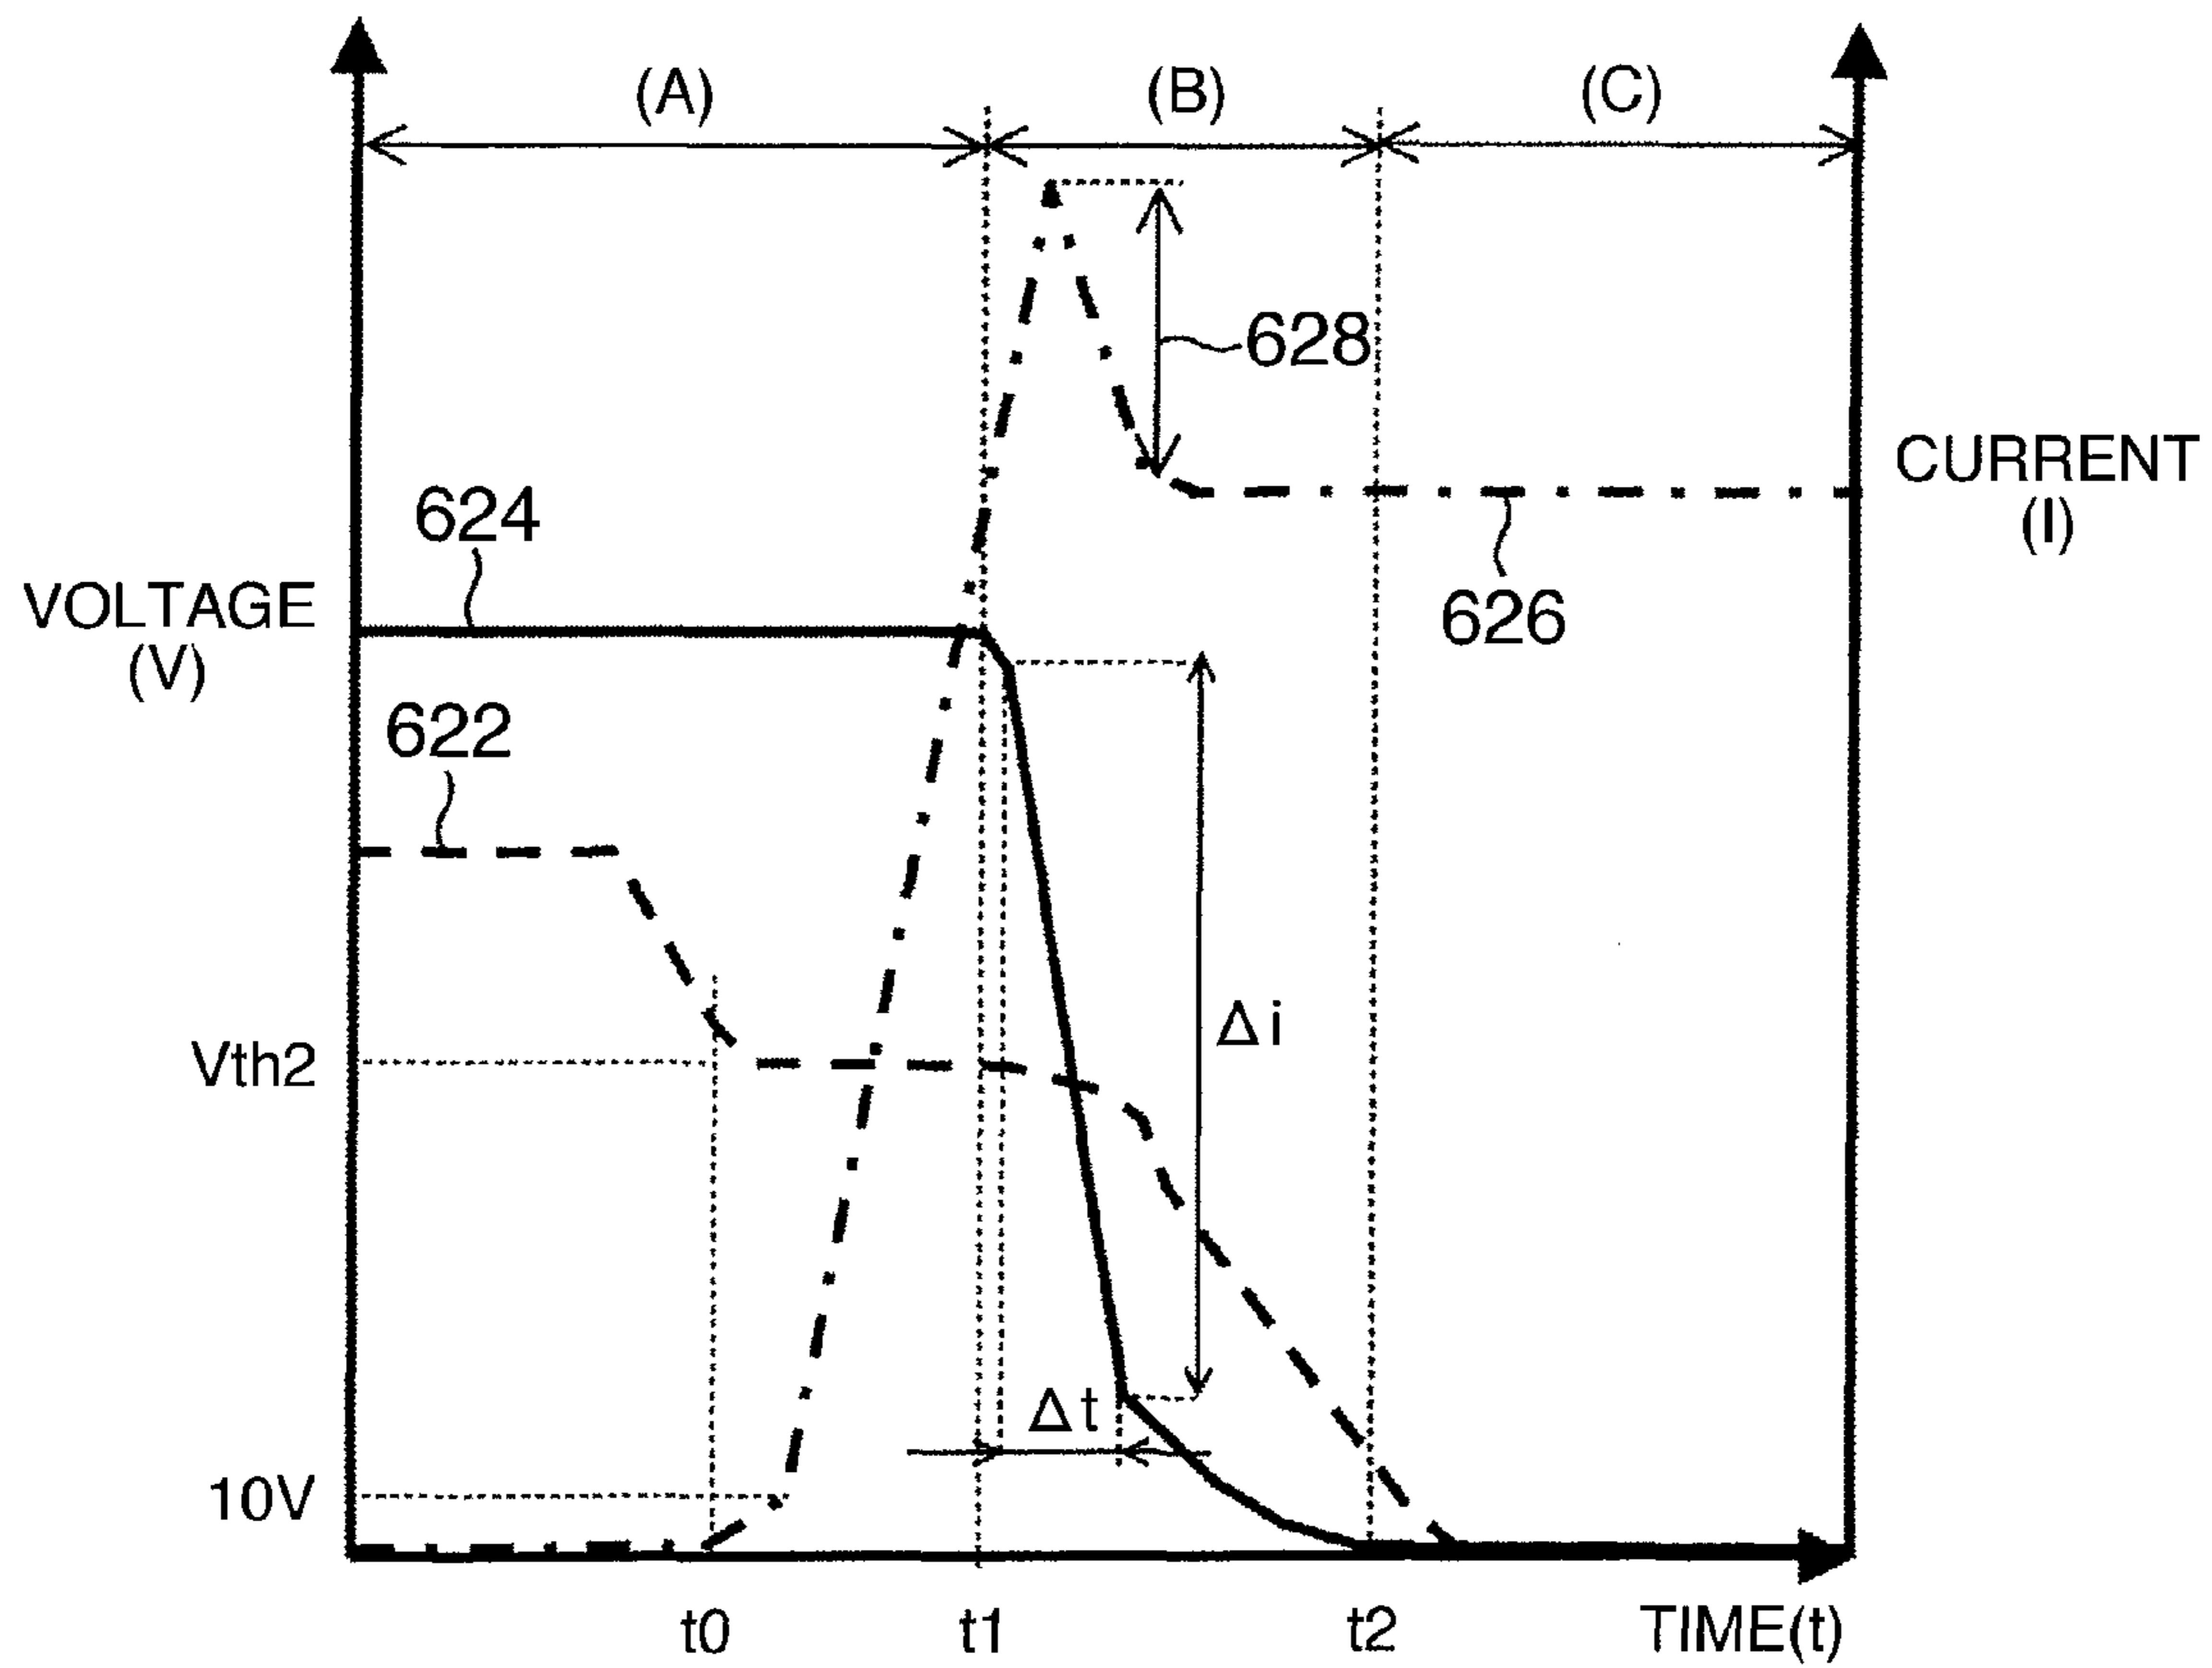 (A)
(B)
(C)
628
CURRENT
(I)
624
VOLTAGE
(V)
626
622
Δi
Vth2
Δt
10V
t0
t1
t2
TIME(t)